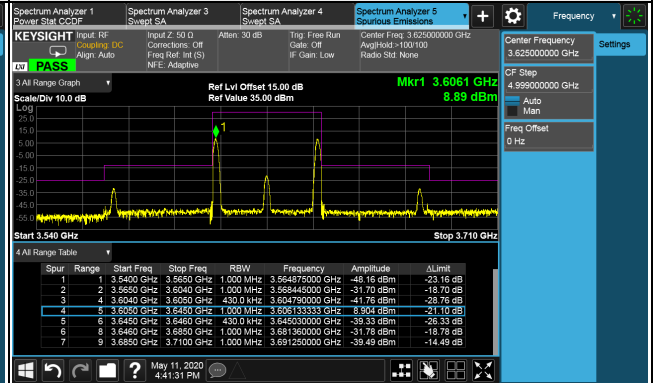 Spectrum Analyzer 1
Power Stat CCDF
Spectrum Analyzer 3
Swept SA
Spectrum Analyzer 4
Swept SA
Spectrum Analyzer 5
Spurious Emissions
Frequency
KEYSIGHT
Input: RF
Coupling: DC
Align: Auto
Input Z: 50 Ω
Corrections: Off
Freq Ref: Int (S)
NFE: Adaptive
Atten: 30 dB
Trig: Free Run
Gate: Off
IF Gain: Low
Center Freq: 3.625000000 GHz
Avg|Hold:>100/100
Radio Std: None
LXI
PASS
Center Frequency
3.625000000 GHz
Settings
CF Step
4.999000000 GHz
Auto
Man
Freq Offset
0 Hz
3 All Range Graph
Scale/Div 10.0 dB
Ref Lvl Offset 15.00 dB
Ref Value 35.00 dBm
Mkr1 3.6061 GHz
8.89 dBm
Log
25.0
15.0
5.00
-5.00
-15.0
-25.0
-35.0
-45.0
-55.0
1
Start 3.540 GHz
Stop 3.710 GHz
4 All Range Table
Spur Range Start Freq Stop Freq RBW Frequency Amplitude ΔLimit
1 1 3.5400 GHz 3.5650 GHz 1.000 MHz 3.564875000 GHz -48.16 dBm -23.16 dB
2 2 3.5550 GHz 3.6040 GHz 1.000 MHz 3.568445000 GHz -31.70 dBm -18.70 dB
3 4 3.6040 GHz 3.6050 GHz 430.0 kHz 3.604790000 GHz -41.76 dBm -28.76 dB
4 5 3.6050 GHz 3.6450 GHz 1.000 MHz 3.606133333 GHz 8.904 dBm -21.10 dB
5 6 3.6450 GHz 3.6460 GHz 430.0 kHz 3.645030000 GHz -39.33 dBm -26.33 dB
6 8 3.6460 GHz 3.6850 GHz 1.000 MHz 3.681360000 GHz -31.78 dBm -18.78 dB
7 9 3.6850 GHz 3.7100 GHz 1.000 MHz 3.691250000 GHz -39.49 dBm -14.49 dB
May 11, 2020
4:41:31 PM